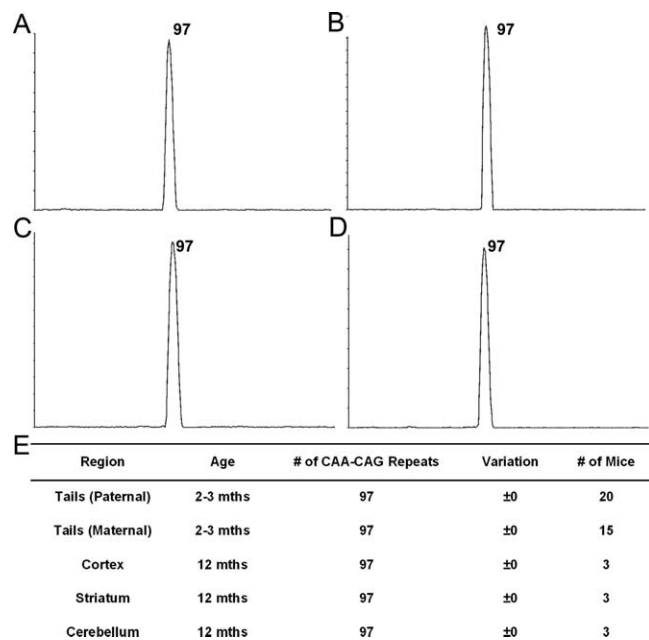 A
97
B
97
C
97
D
97
E
Region Age # of CAA-CAG Repeats Variation # of Mice
Tails (Paternal) 2-3 mths 97 ±0 20
Tails (Maternal) 2-3 mths 97 ±0 15
Cortex 12 mths 97 ±0 3
Striatum 12 mths 97 ±0 3
Cerebellum 12 mths 97 ±0 3